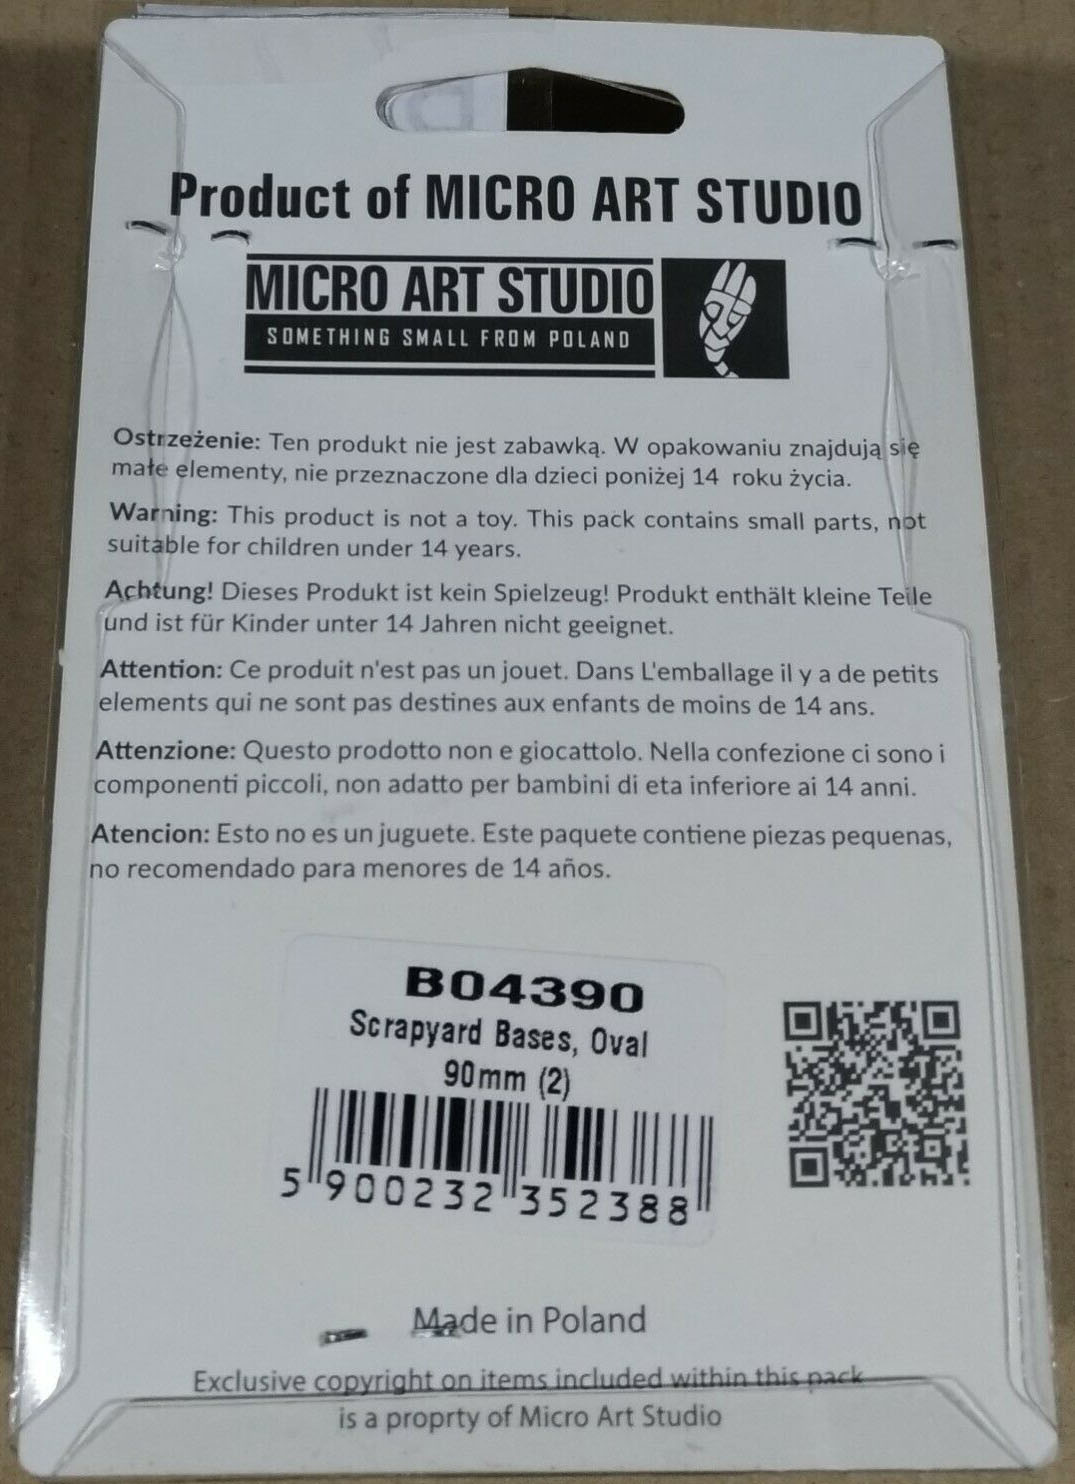 Product of MICRO ART STUDIO
MICRO ART STUDIO
SOMETHING SMALL FROM POLAND
Ostrzeżenie: Ten produkt nie jest zabawką. W opakowaniu znajdują się
małe elementy, nie przeznaczone dla dzieci poniżej 14 roku życia.
Warning: This product is not a toy. This pack contains small parts, not
suitable for children under 14 years.
Achtung! Dieses Produkt ist kein Spielzeug! Produkt enthält kleine Teile
und ist für Kinder unter 14 Jahren nicht geeignet.
Attention: Ce produit n'est pas un jouet. Dans L'emballage il y a de petits
elements qui ne sont pas destines aux enfants de moins de 14 ans.
Attenzione: Questo prodotto non e giocattolo. Nella confezione ci sono i
componenti piccoli, non adatto per bambini di eta inferiore ai 14 anni.
Atencion: Esto no es un juguete. Este paquete contiene piezas pequenas,
no recomendado para menores de 14 años.
B04390
Scrapyard Bases, Oval
90mm (2)
5 900232 352388
Made in Poland
Exclusive copyright on items included within this pack
is a proprty of Micro Art Studio